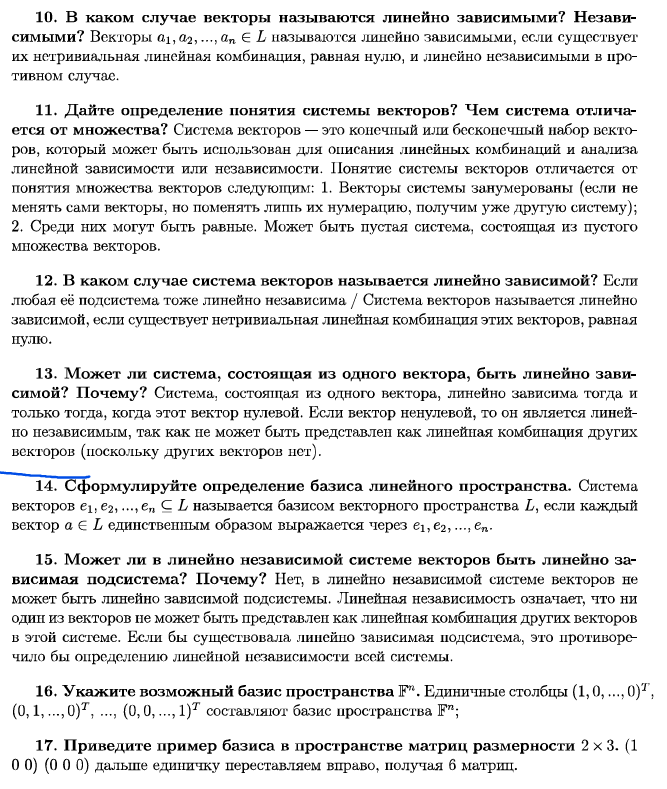 10. В каком случае векторы называются линейно зависимыми? Незави-
симыми? Векторы a₁, a₂, ..., aₙ ∈ L называются линейно зависимыми, если существует
их нетривиальная линейная комбинация, равная нулю, и линейно независимыми в про-
тивном случае.
11. Дайте определение понятия системы векторов? Чем система отлича-
ется от множества? Система векторов — это конечный или бесконечный набор векто-
ров, который может быть использован для описания линейных комбинаций и анализа
линейной зависимости или независимости. Понятие системы векторов отличается от
понятия множества векторов следующим: 1. Векторы системы занумерованы (если не
менять сами векторы, но поменять лишь их нумерацию, получим уже другую систему);
2. Среди них могут быть равные. Может быть пустая система, состоящая из пустого
множества векторов.
12. В каком случае система векторов называется линейно зависимой? Если
любая её подсистема тоже линейно независима / Система векторов называется линейно
зависимой, если существует нетривиальная линейная комбинация этих векторов, равная
нулю.
13. Может ли система, состоящая из одного вектора, быть линейно зави-
симой? Почему? Система, состоящая из одного вектора, линейно зависима тогда и
только тогда, когда этот вектор нулевой. Если вектор ненулевой, то он является линей-
но независимым, так как не может быть представлен как линейная комбинация других
векторов (поскольку других векторов нет).
14. Сформулируйте определение базиса линейного пространства. Система
векторов e₁, e₂, ..., eₙ ⊆ L называется базисом векторного пространства L, если каждый
вектор a ∈ L единственным образом выражается через e₁, e₂, ..., eₙ.
15. Может ли в линейно независимой системе векторов быть линейно за-
висимая подсистема? Почему? Нет, в линейно независимой системе векторов не
может быть линейно зависимой подсистемы. Линейная независимость означает, что ни
один из векторов не может быть представлен как линейная комбинация других векторов
в этой системе. Если бы существовала линейно зависимая подсистема, это противоре-
чило бы определению линейной независимости всей системы.
16. Укажите возможный базис пространства 𝔽ⁿ. Единичные столбцы (1, 0, ..., 0)ᵀ,
(0, 1, ..., 0)ᵀ, ..., (0, 0, ..., 1)ᵀ составляют базис пространства 𝔽ⁿ;
17. Приведите пример базиса в пространстве матриц размерности 2 × 3. (1
0 0) (0 0 0) дальше единичку переставляем вправо, получая 6 матриц.